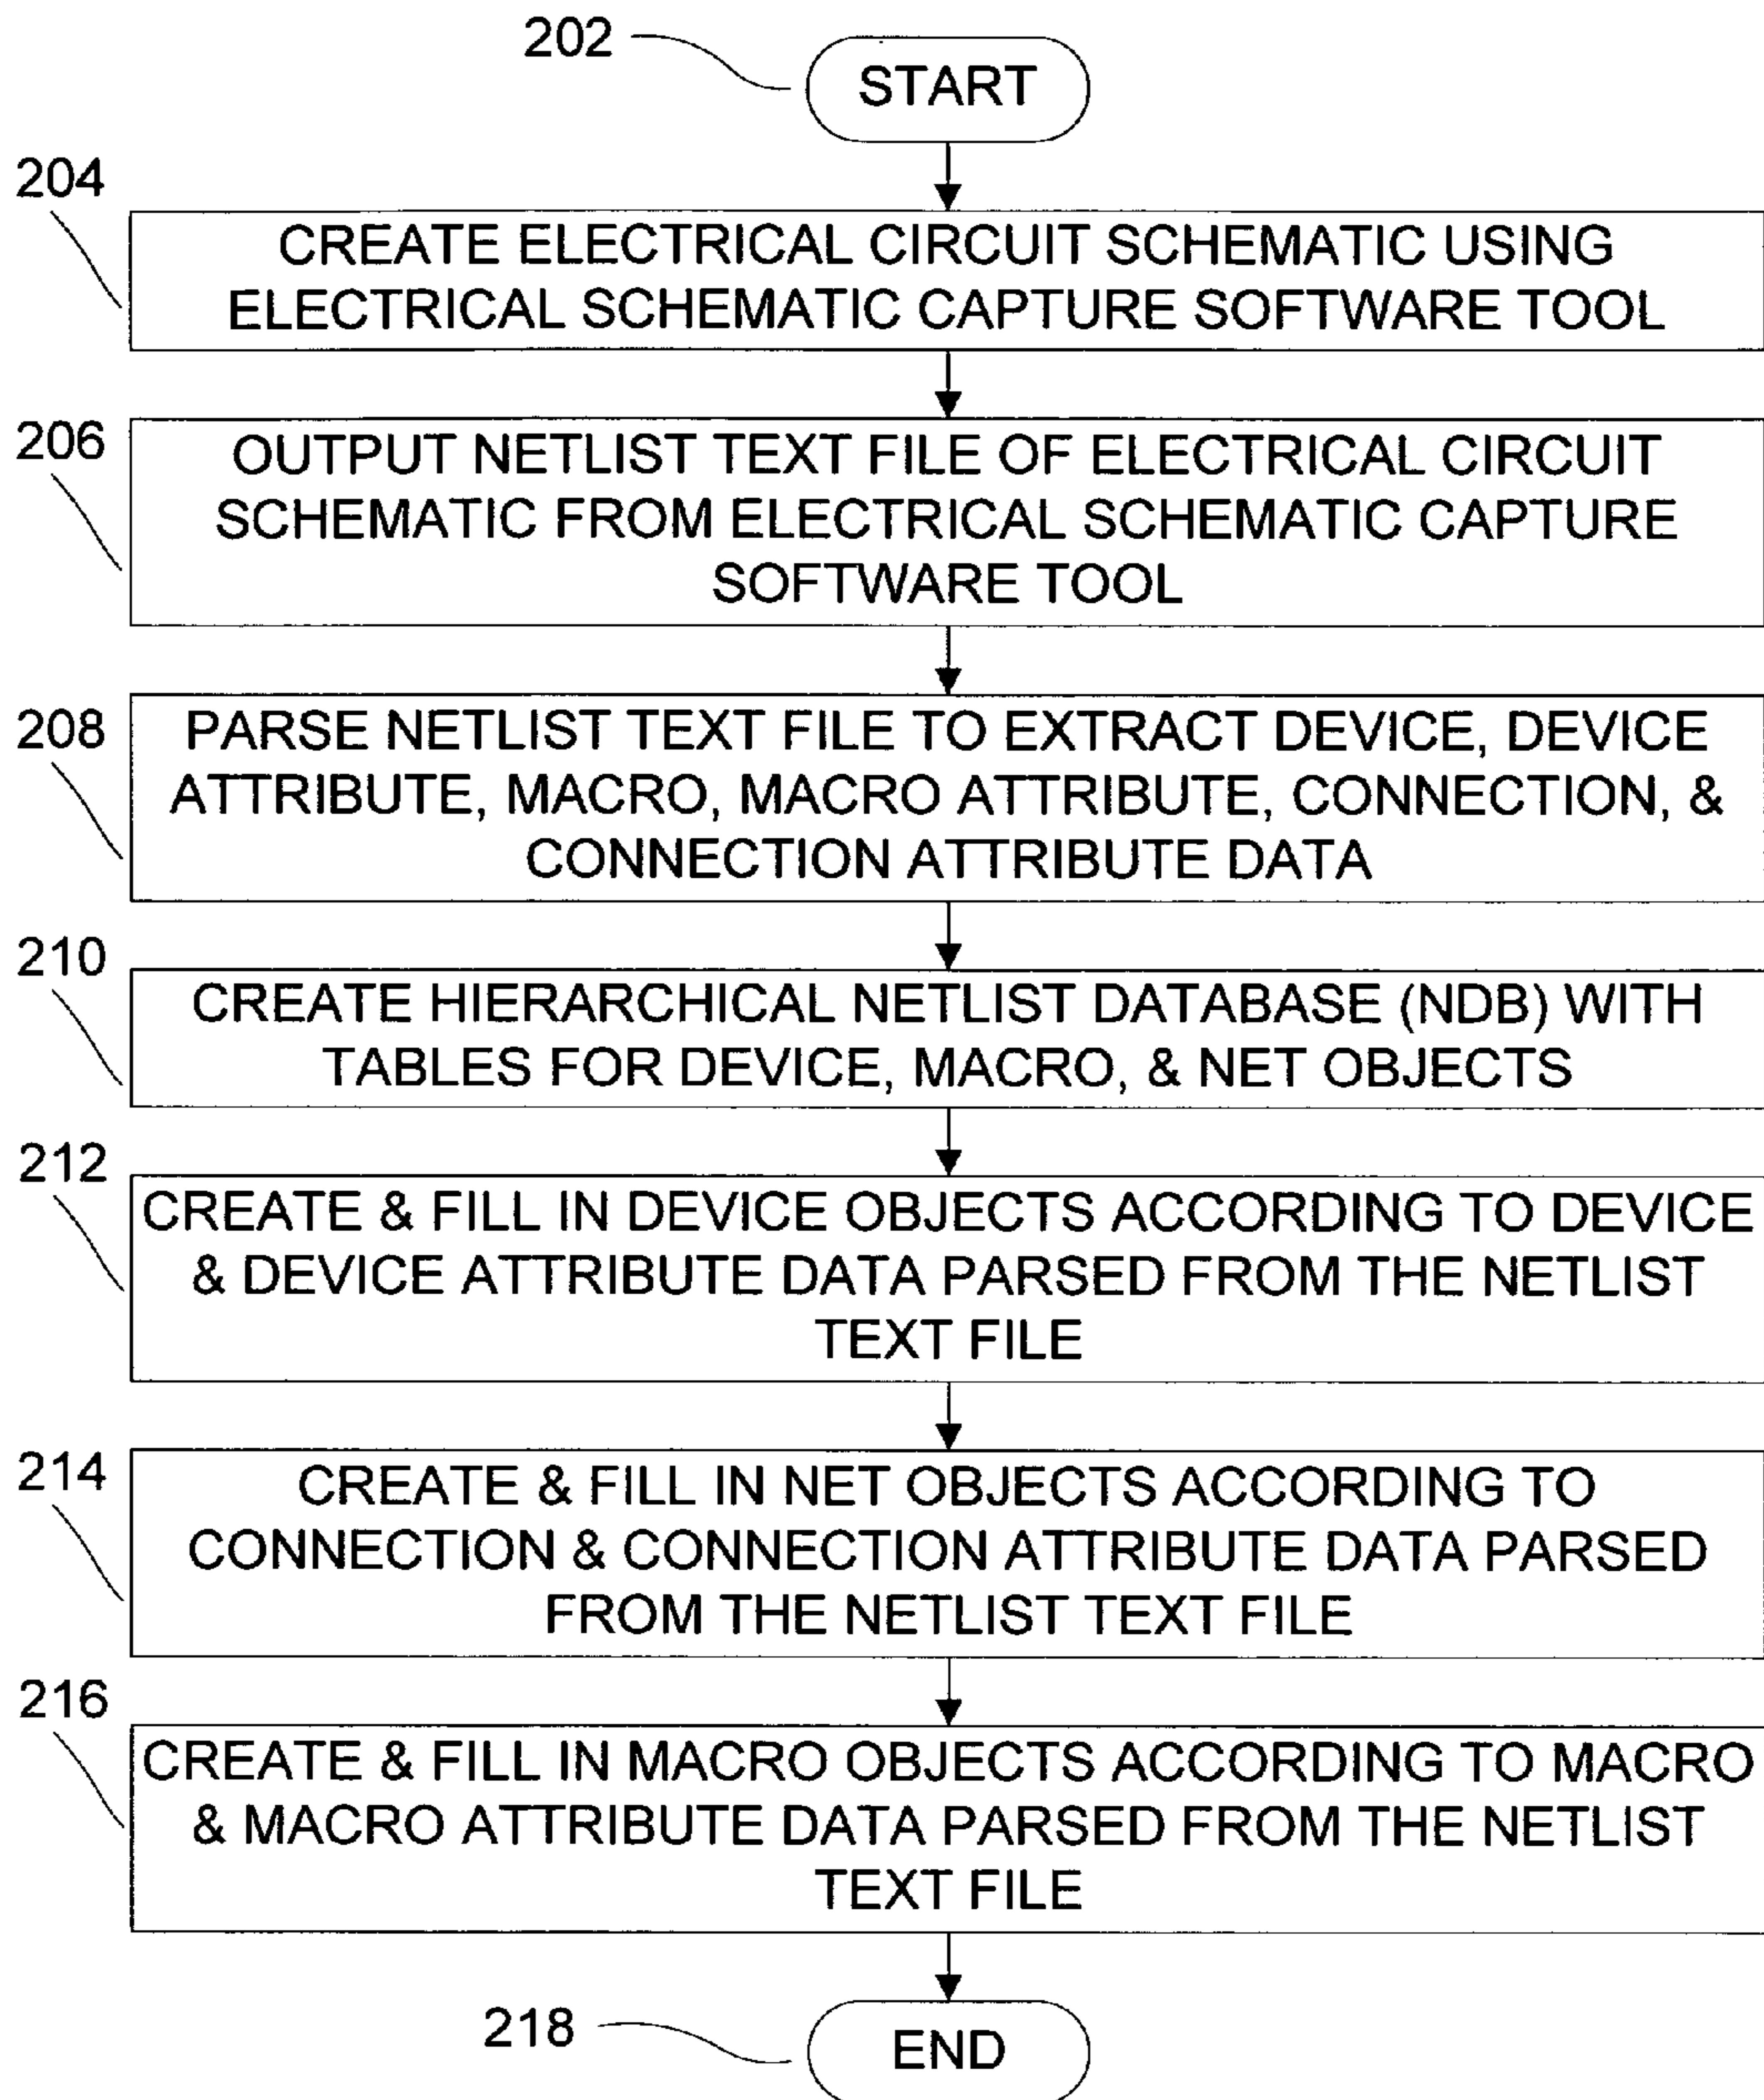 202
START
204
CREATE ELECTRICAL CIRCUIT SCHEMATIC USING
ELECTRICAL SCHEMATIC CAPTURE SOFTWARE TOOL
206
OUTPUT NETLIST TEXT FILE OF ELECTRICAL CIRCUIT
SCHEMATIC FROM ELECTRICAL SCHEMATIC CAPTURE
SOFTWARE TOOL
208
PARSE NETLIST TEXT FILE TO EXTRACT DEVICE, DEVICE
ATTRIBUTE, MACRO, MACRO ATTRIBUTE, CONNECTION, &
CONNECTION ATTRIBUTE DATA
210
CREATE HIERARCHICAL NETLIST DATABASE (NDB) WITH
TABLES FOR DEVICE, MACRO, & NET OBJECTS
212
CREATE & FILL IN DEVICE OBJECTS ACCORDING TO DEVICE
& DEVICE ATTRIBUTE DATA PARSED FROM THE NETLIST
TEXT FILE
214
CREATE & FILL IN NET OBJECTS ACCORDING TO
CONNECTION & CONNECTION ATTRIBUTE DATA PARSED
FROM THE NETLIST TEXT FILE
216
CREATE & FILL IN MACRO OBJECTS ACCORDING TO MACRO
& MACRO ATTRIBUTE DATA PARSED FROM THE NETLIST
TEXT FILE
218
END